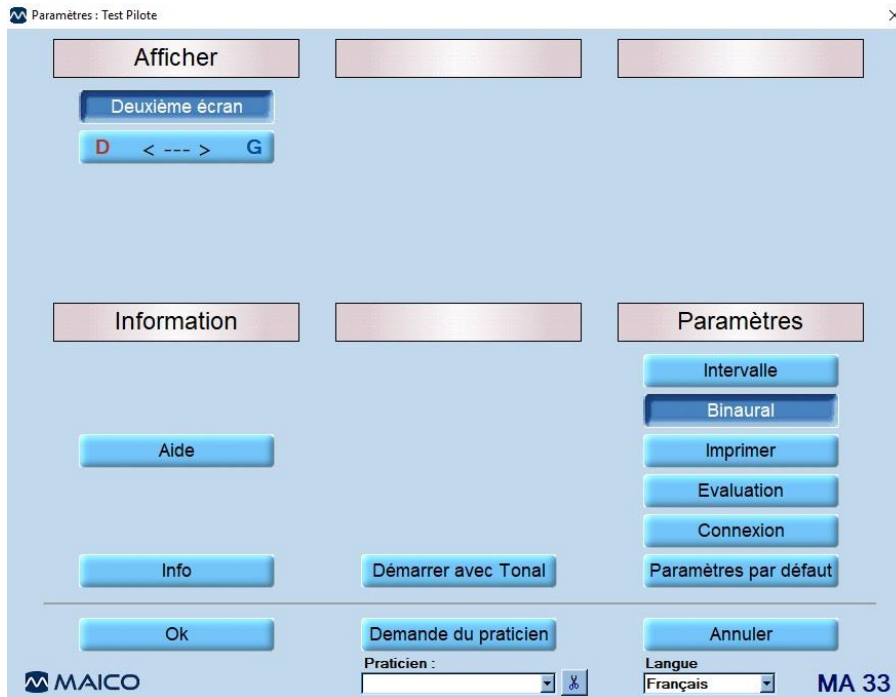 Paramètres : Test Pilote
Afficher
Deuxième écran
D < --- > G
Information
Paramètres
Intervalle
Binaural
Aide
Imprimer
Evaluation
Connexion
Info
Démarrer avec Tonal
Paramètres par défaut
Ok
Demande du praticien
Annuler
Praticien :
Langue
Français
MAICO
MA 33